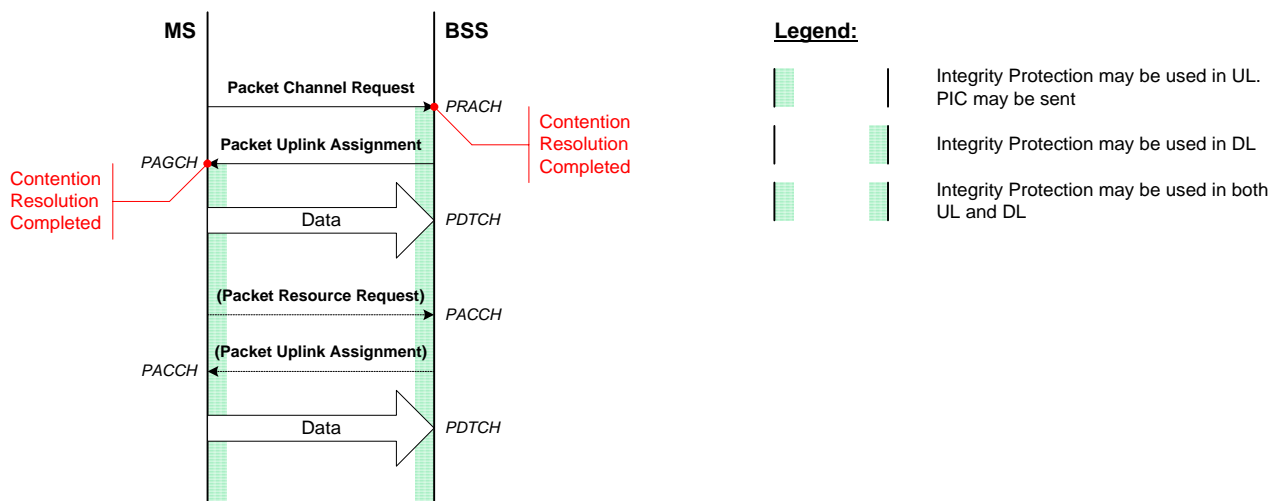 MS
BSS
Packet Channel Request
PRACH
Contention
Resolution
Completed
Packet Uplink Assignment
PAGCH
Contention
Resolution
Completed
Data
PDTCH
(Packet Resource Request)
PACCH
(Packet Uplink Assignment)
PACCH
Data
PDTCH
Legend:
Integrity Protection may be used in UL.
PIC may be sent
Integrity Protection may be used in DL
Integrity Protection may be used in both
UL and DL